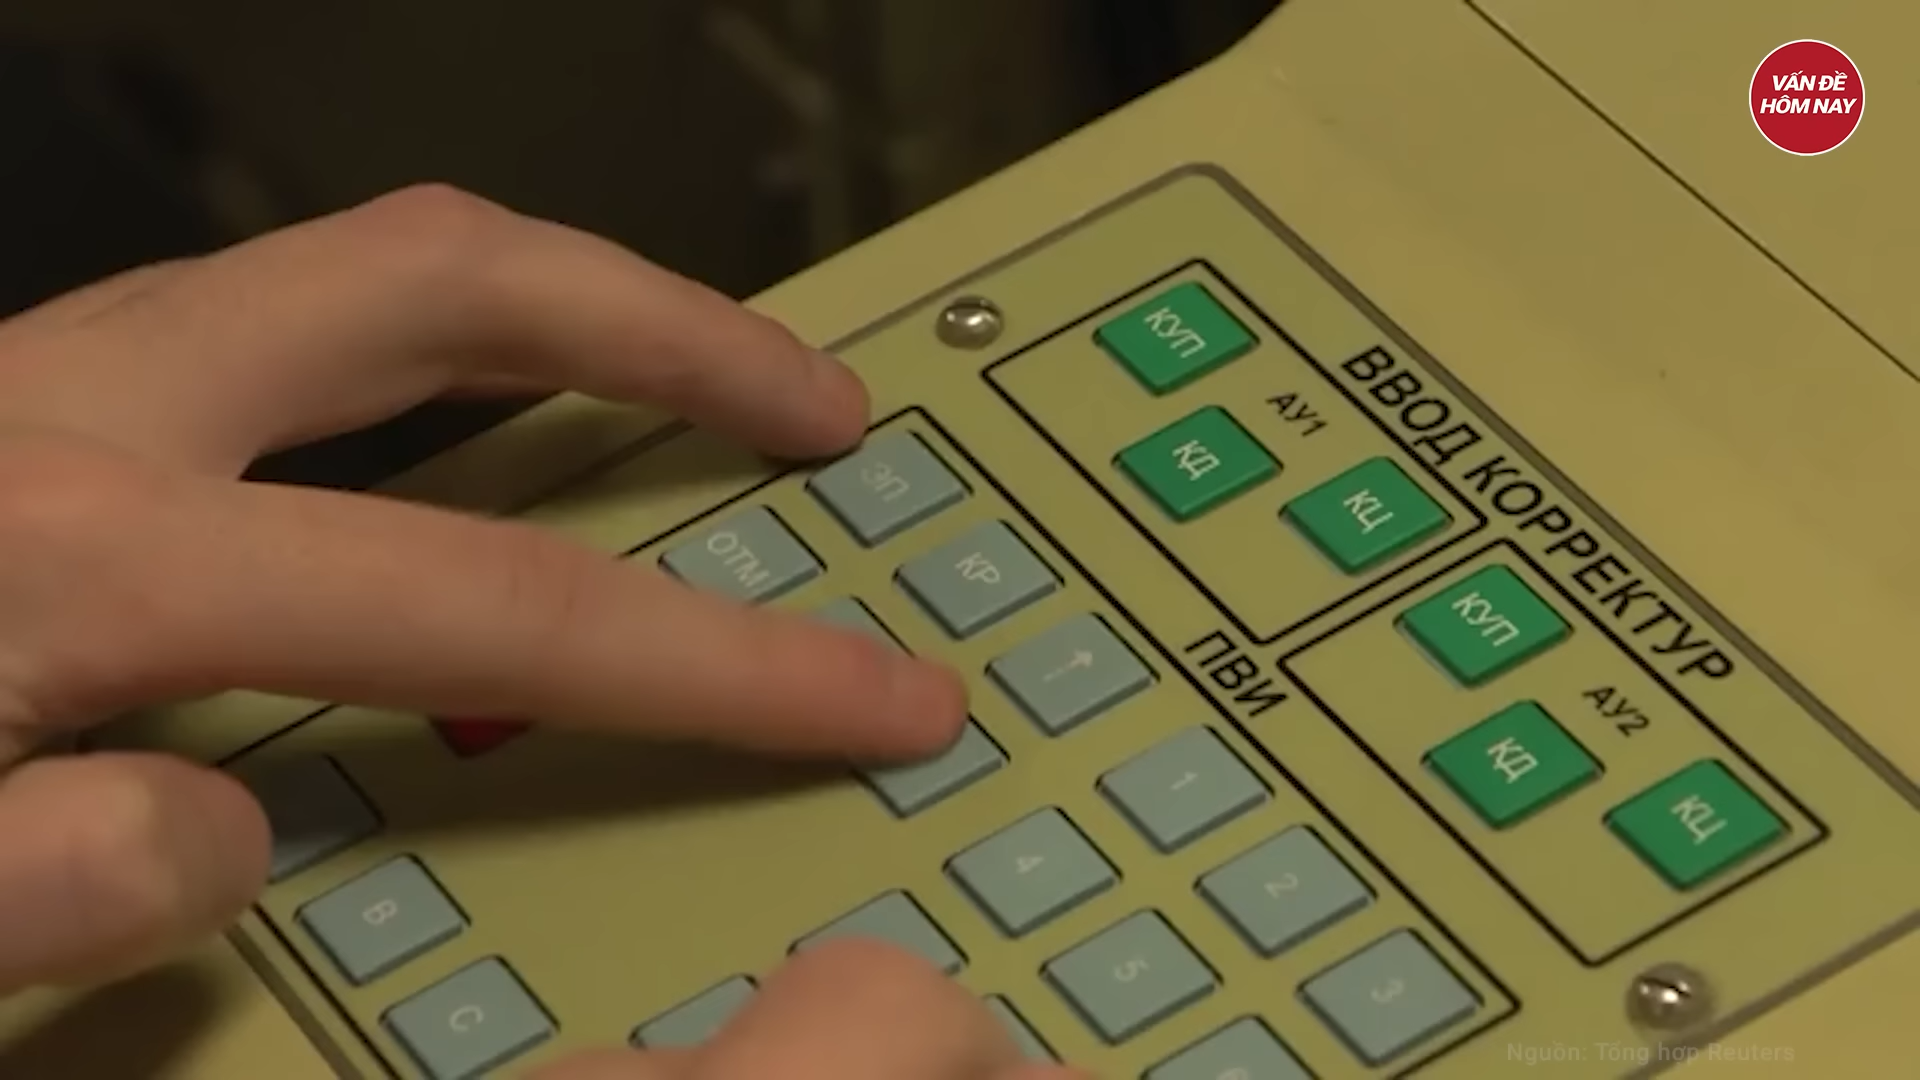 VẤN ĐỀ
HÔM NAY
ВВОД КОРРЕКТУР
КУП
АУ1
КД
КЦ
КУП
АУ2
КД
КЦ
ПВИ
ЭП
ОТМ
КР
↑
1
2
3
4
5
В
С
Nguồn: Tổng hợp Reuters